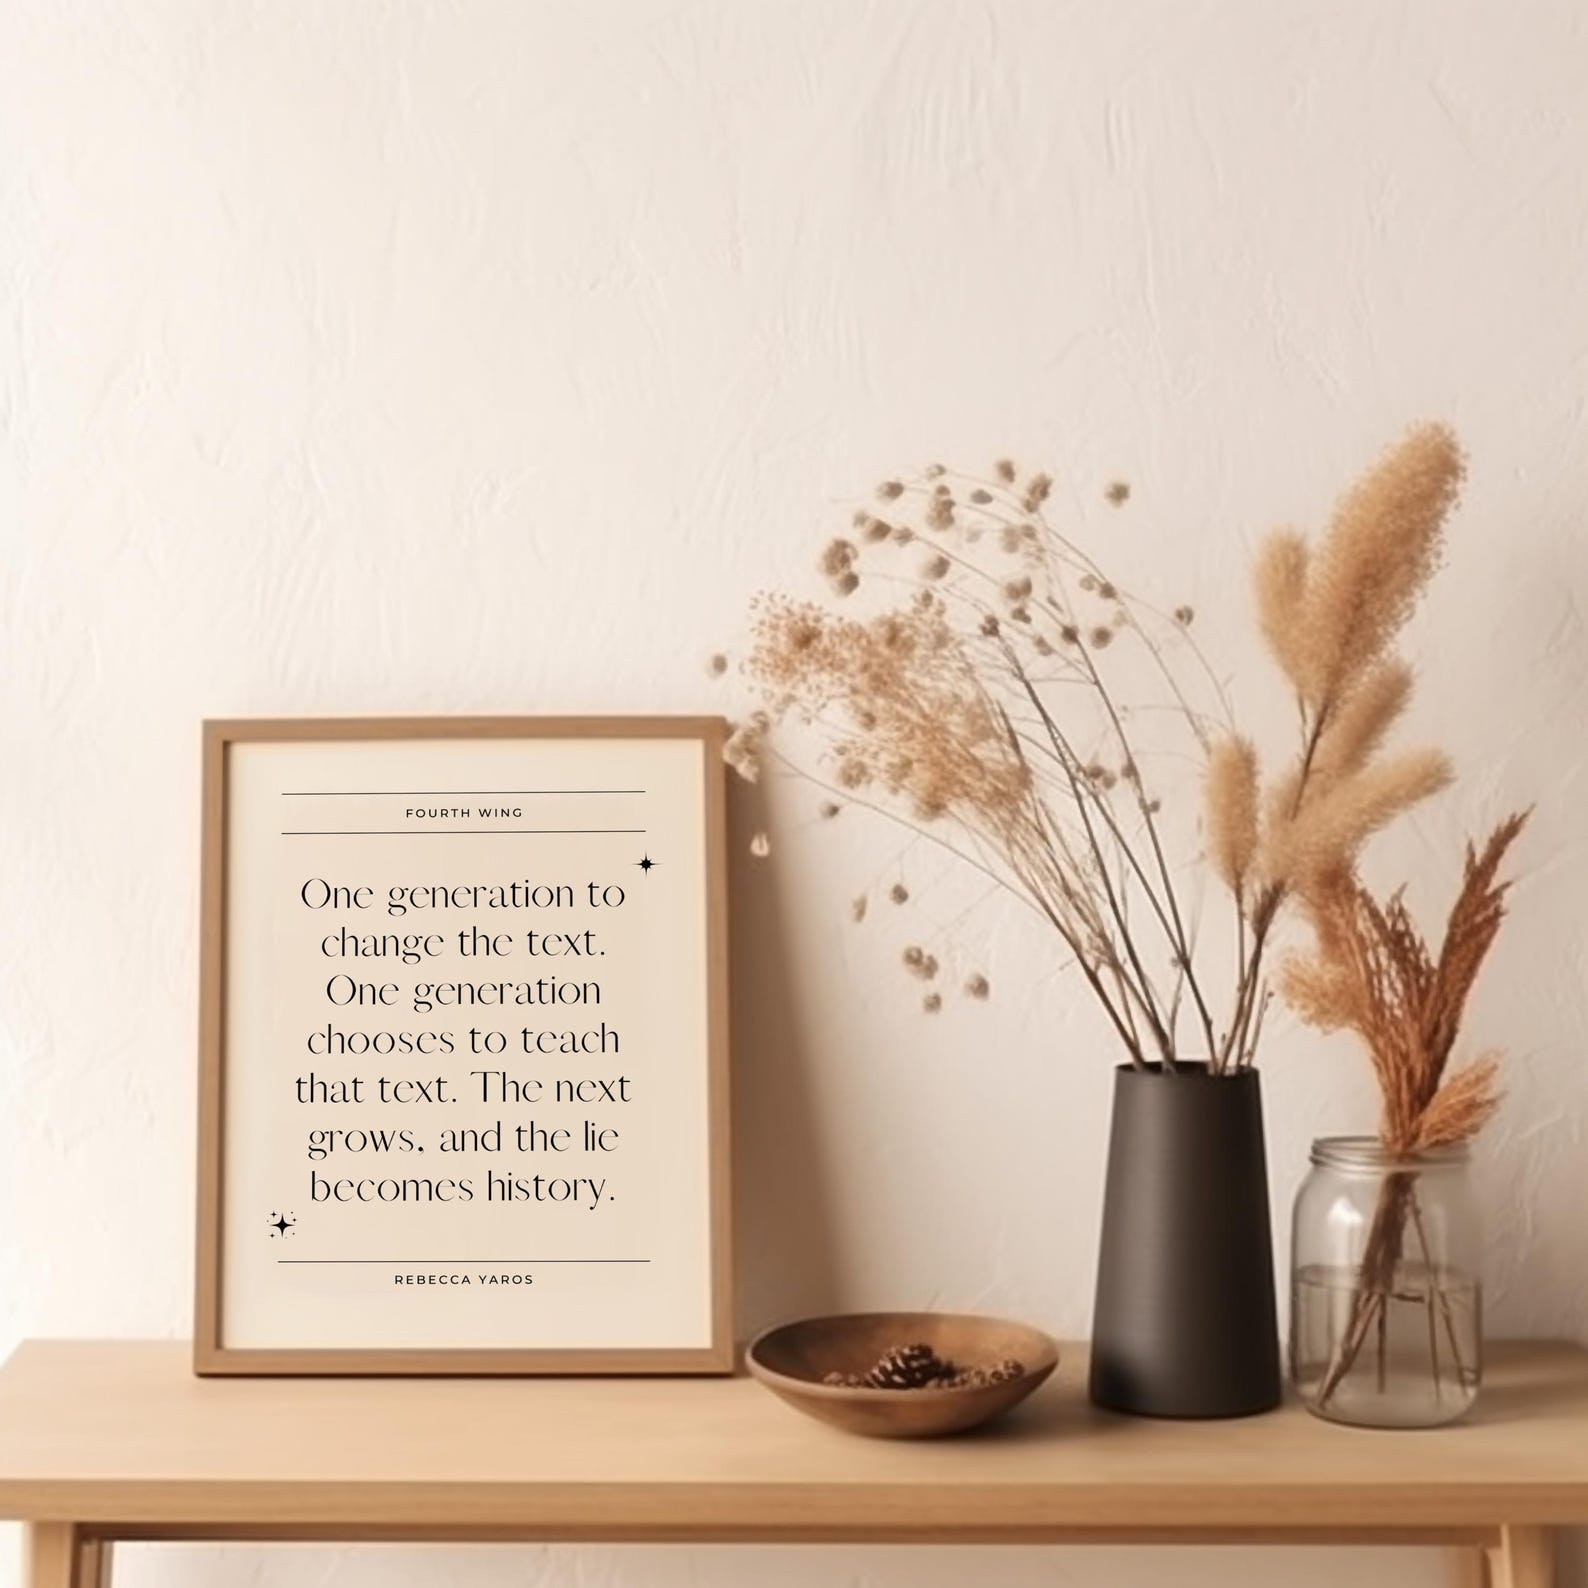 FOURTH WING
One generation to
change the text.
One generation
chooses to teach
that text. The next
grows, and the lie
becomes history.
REBECCA YAROS